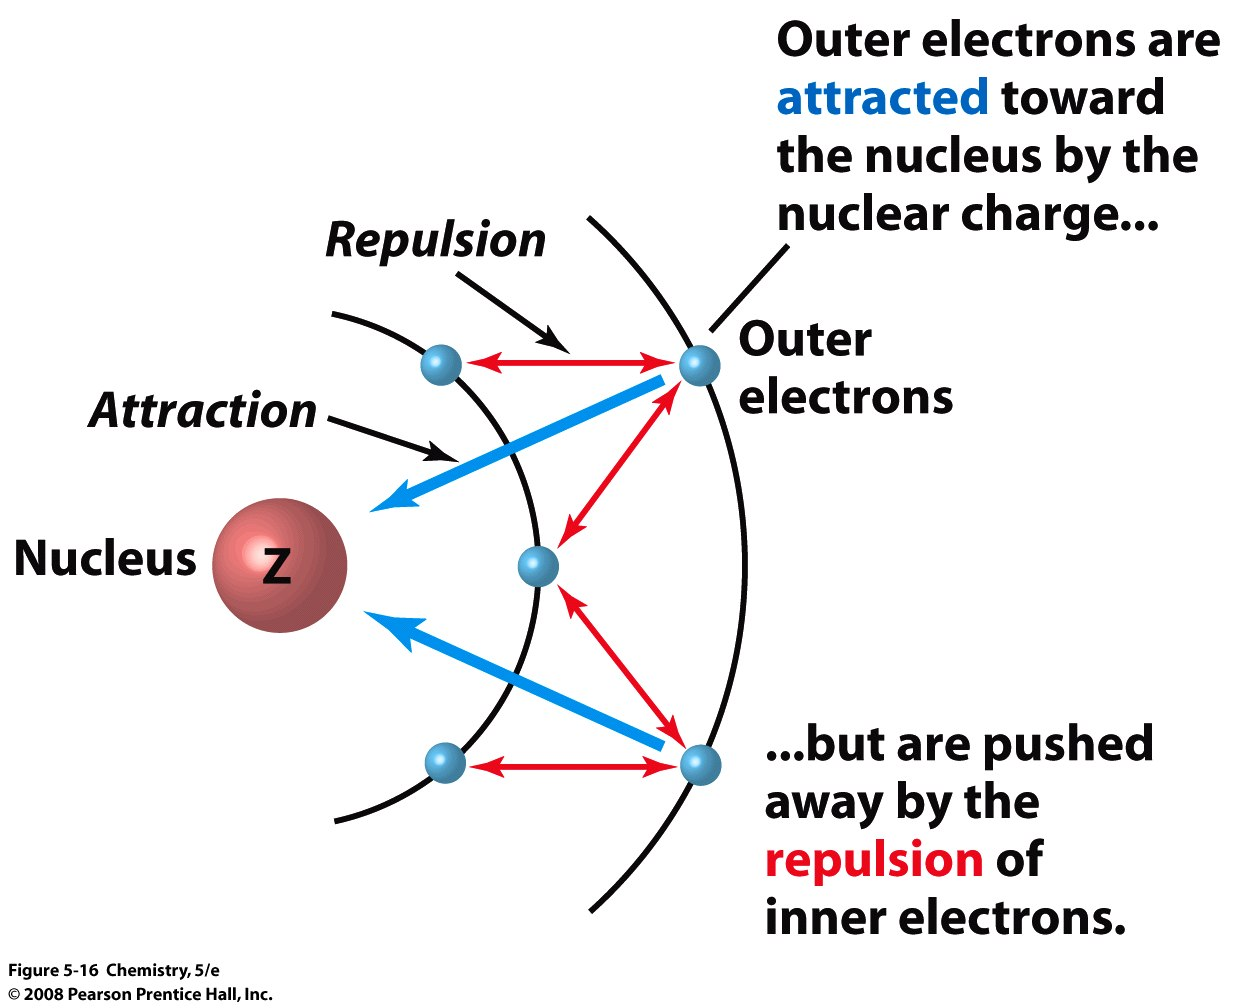 Outer electrons are
attracted toward
the nucleus by the
nuclear charge...
Repulsion
Outer
electrons
Attraction
Nucleus
Z
...but are pushed
away by the
repulsion of
inner electrons.
Figure 5-16 Chemistry, 5/e
© 2008 Pearson Prentice Hall, Inc.